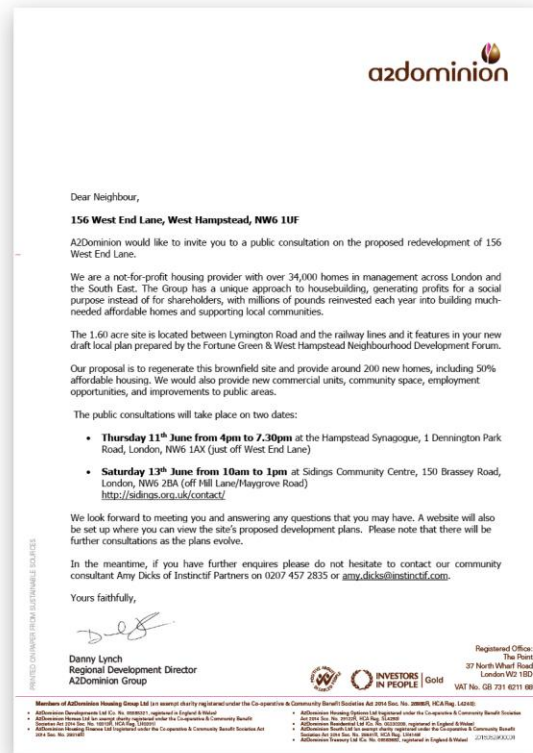 a2dominion
Dear Neighbour,
156 West End Lane, West Hampstead, NW6 1UF
A2Dominion would like to invite you to a public consultation on the proposed redevelopment of 156
West End Lane.
We are a not-for-profit housing provider with over 34,000 homes in management across London and
the South East. The Group has a unique approach to housebuilding, generating profits for a social
purpose instead of for shareholders, with millions of pounds reinvested each year into building much-
needed affordable homes and supporting local communities.
The 1.60 acre site is located between Lymington Road and the railway lines and it features in your new
draft local plan prepared by the Fortune Green & West Hampstead Neighbourhood Development Forum.
Our proposal is to regenerate this brownfield site and provide around 200 new homes, including 50%
affordable housing. We would also provide new commercial units, community space, employment
opportunities, and improvements to public areas.
The public consultations will take place on two dates:
• Thursday 11th June from 4pm to 7.30pm at the Hampstead Synagogue, 1 Dennington Park
Road, London, NW6 1AX (just off West End Lane)
• Saturday 13th June from 10am to 1pm at Sidings Community Centre, 150 Brassey Road,
London, NW6 2BA (off Mill Lane/Maygrove Road)
http://sidings.org.uk/contact/
We look forward to meeting you and answering any questions that you may have. A website will also
be set up where you can view the site's proposed development plans. Please note that there will be
further consultations as the plans evolve.
In the meantime, if you have further enquires please do not hesitate to contact our community
consultant Amy Dicks of Instinctif Partners on 0207 457 2835 or amy.dicks@instinctif.com.
Yours faithfully,
Danny Lynch
Regional Development Director
A2Dominion Group
PRINTED ON PAPER FROM SUSTAINABLE SOURCES
INVESTORS
IN PEOPLE Gold
Registered Office:
The Point
37 North Wharf Road
London W2 1BD
VAT No. GB 731 6211 68